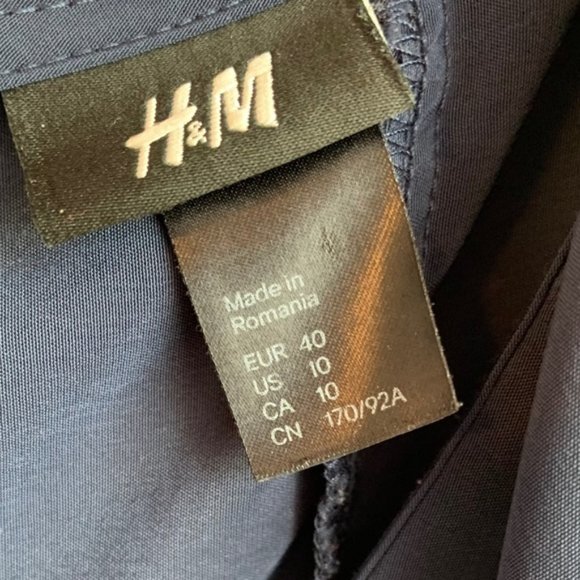 H&M
Made in
Romania
EUR 40
US 10
CA 10
CN 170/92A